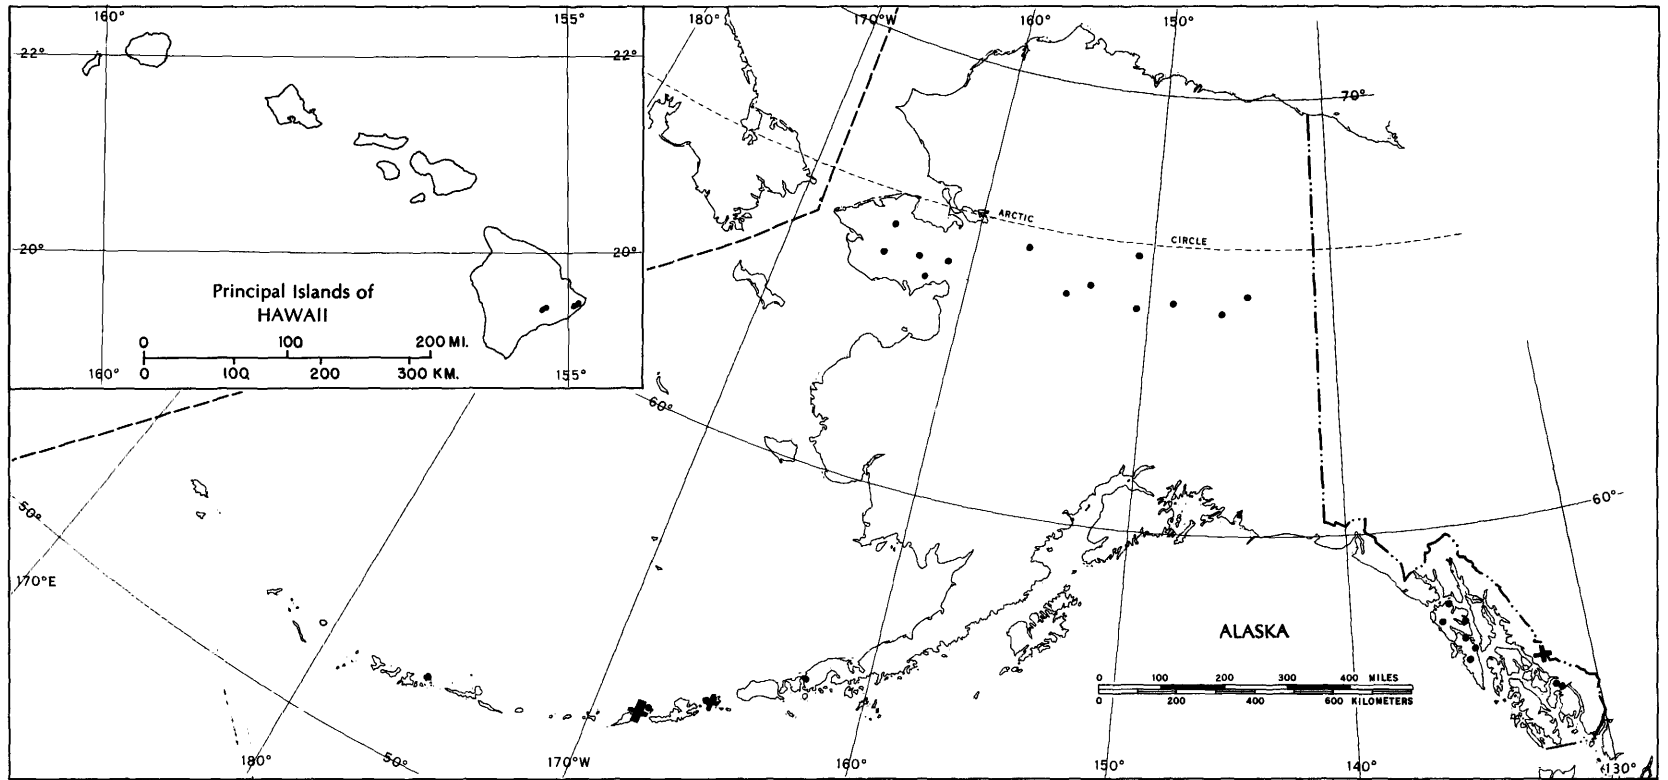 160°
155°
180°
170°W
160°
150°
22°
22°
70°
ARCTIC
CIRCLE
20°
20°
Principal Islands of
HAWAII
0 100 200 MI.
0 100 200 300 KM.
160°
155°
60°
60°
50°
170°E
ALASKA
0 100 200 300 400 MILES
0 200 400 600 KILOMETERS
180°
50°
170°W
160°
150°
140°
130°